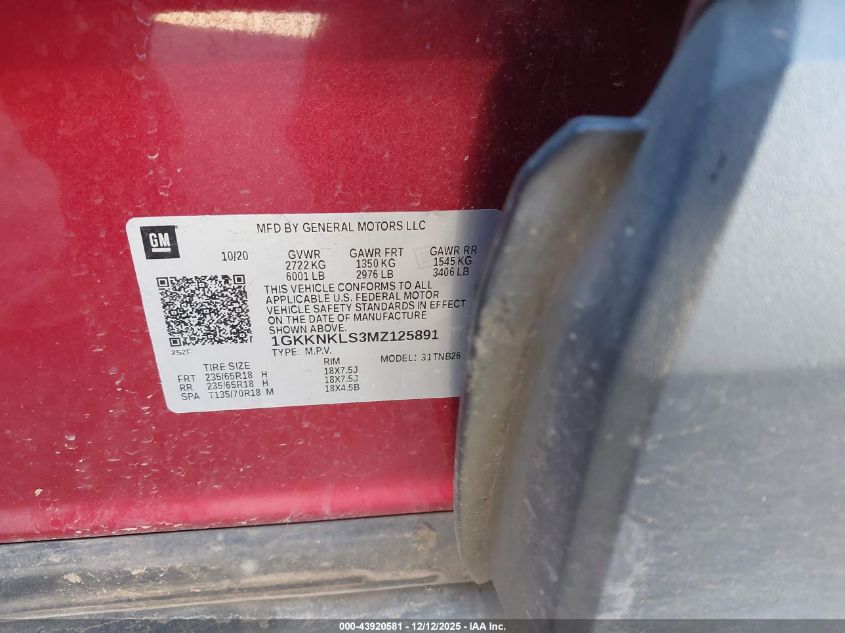 MFD BY GENERAL MOTORS LLC
GM
10/20 GVWR GAWR FRT GAWR RR
2722 KG 1350 KG 1545 KG
6001 LB 2976 LB 3406 LB
THIS VEHICLE CONFORMS TO ALL
APPLICABLE U.S. FEDERAL MOTOR
VEHICLE SAFETY STANDARDS IN EFFECT
ON THE DATE OF MANUFACTURE
SHOWN ABOVE.
1GKKNKLS3MZ125891
TYPE: M.P.V.
MODEL: 31TNB26
TIRE SIZE RIM
FRT 235/65R18 H 18X7.5J
RR 235/65R18 H 18X7.5J
SPA T135/70R18 M 18X4.5B
000-43920581 - 12/12/2025 - IAA Inc.